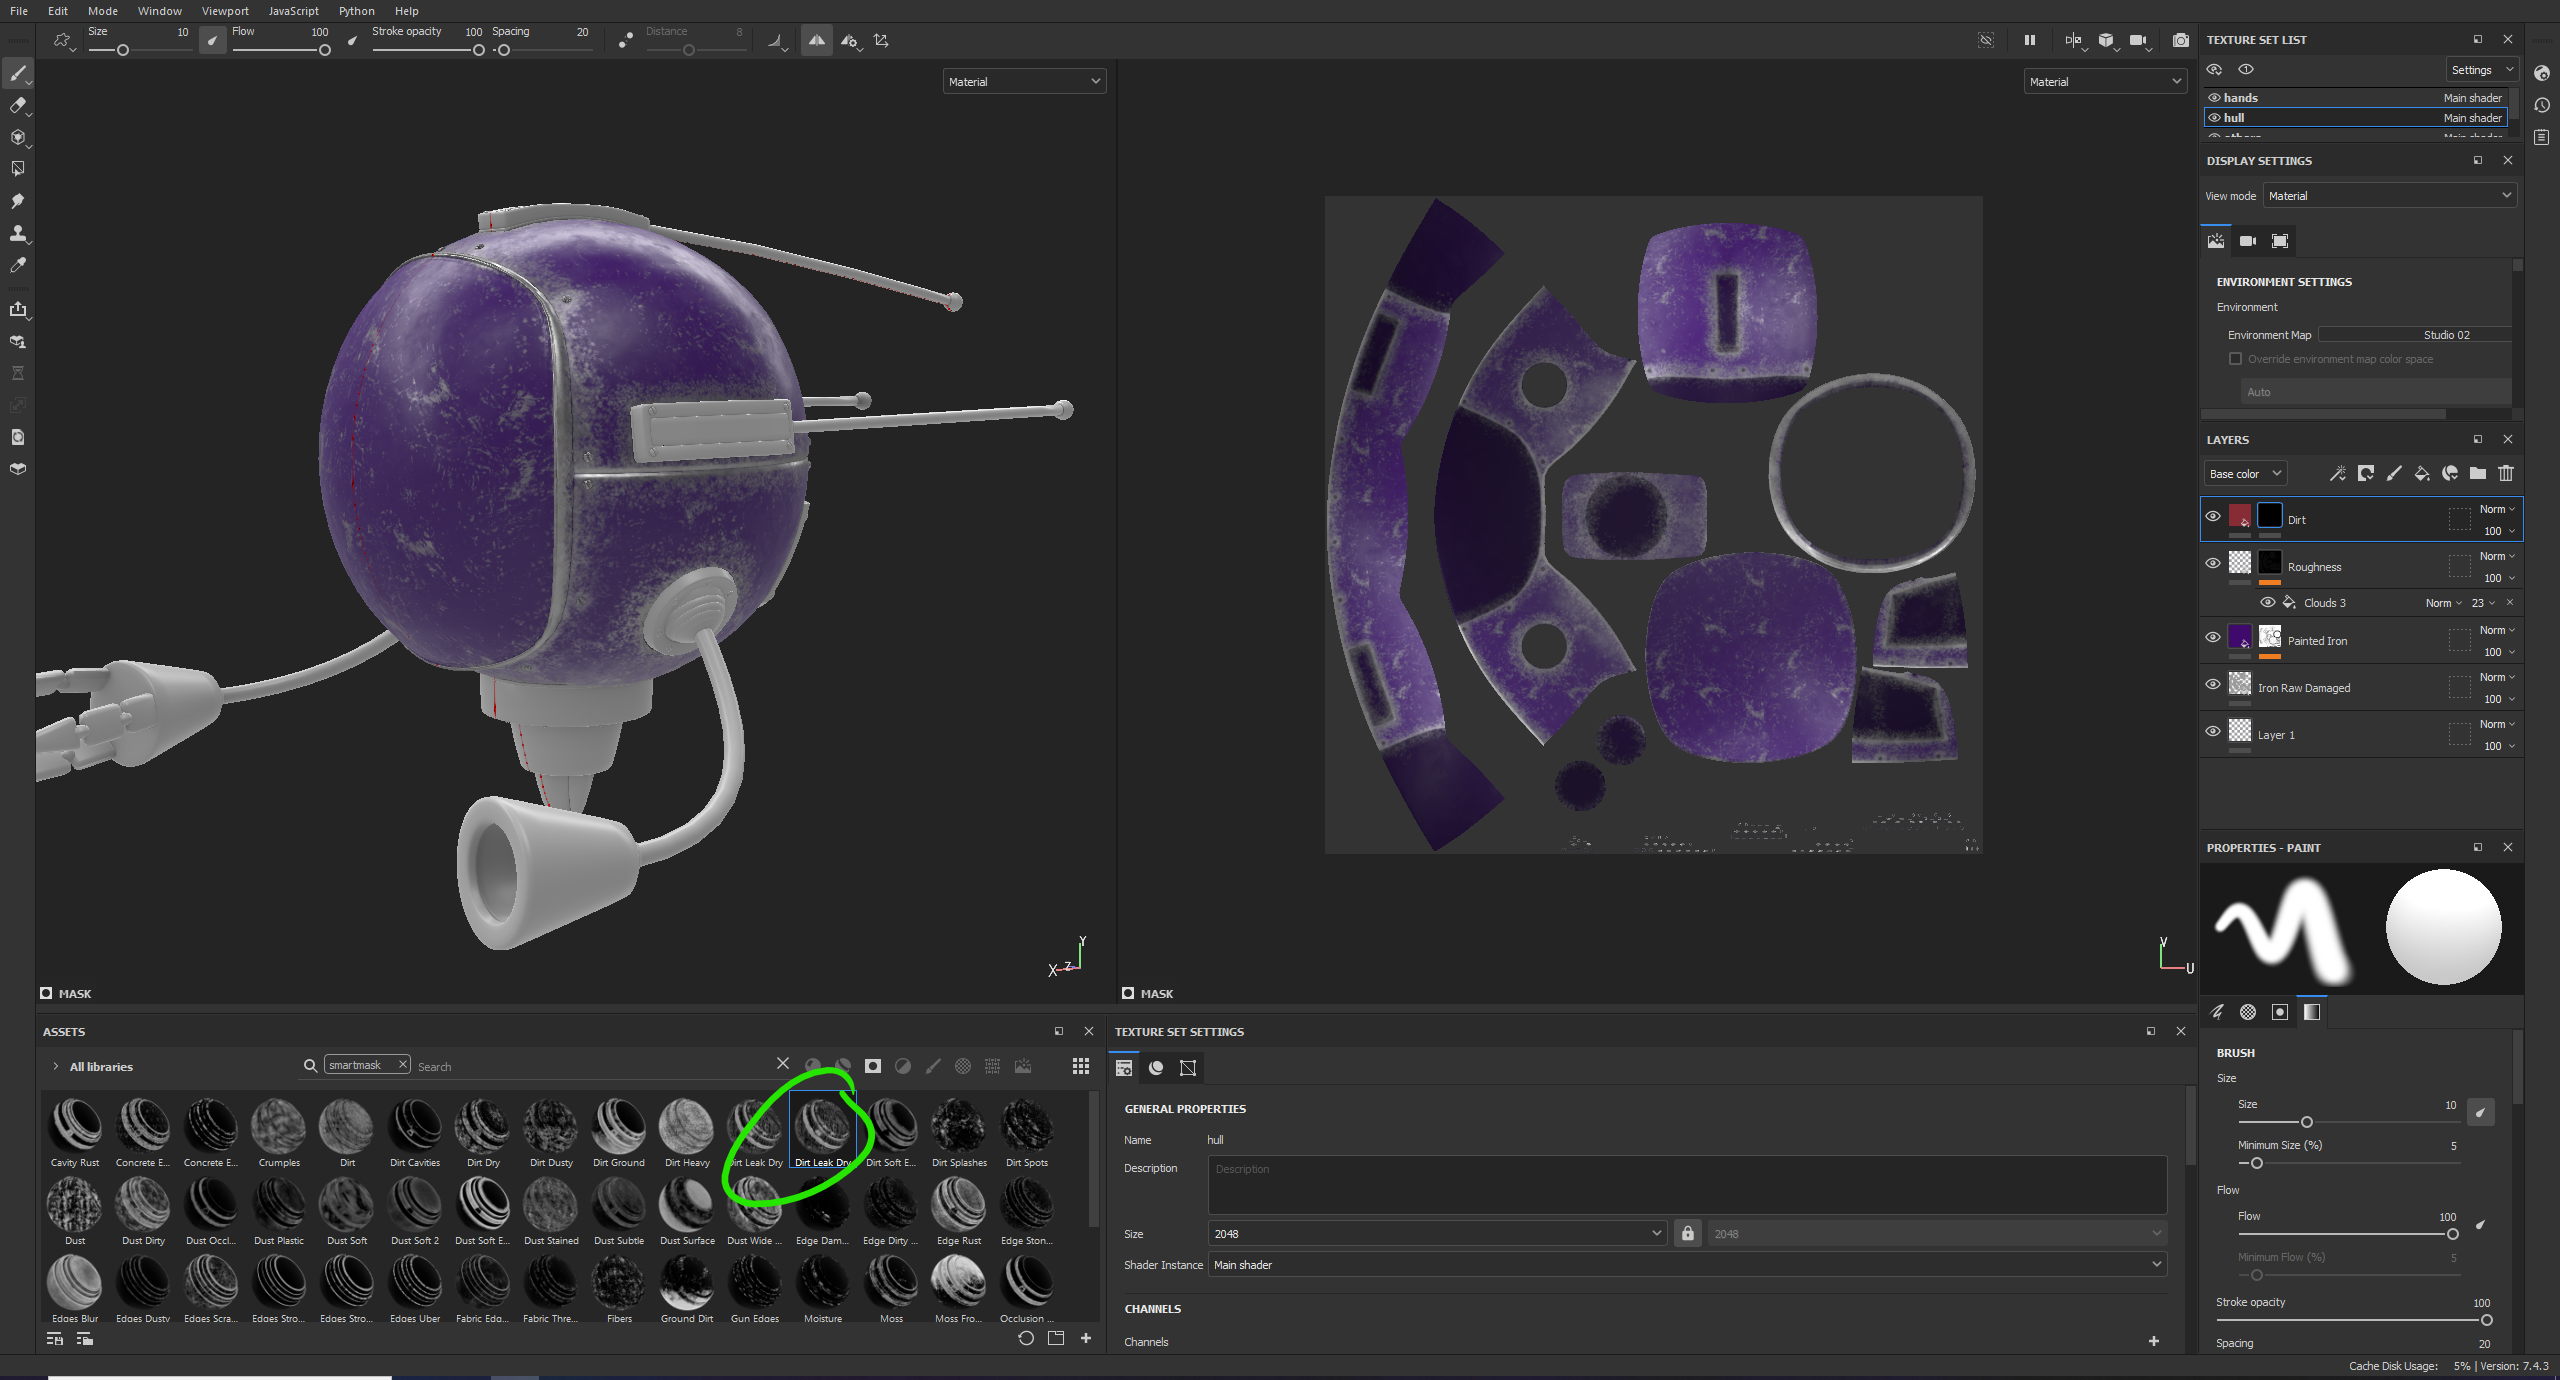 File Edit Mode Window Viewport JavaScript Python Help
Size 10 Flow 100 Stroke opacity 100 Spacing 20 Distance 8
Material
Material
MASK
MASK
TEXTURE SET LIST
Settings
hands Main shader
hull Main shader
DISPLAY SETTINGS
View mode Material
ENVIRONMENT SETTINGS
Environment
Environment Map Studio 02
Override environment map color space
Auto
LAYERS
Base color
Dirt Norm 100
Roughness Norm 100
Clouds 3 Norm 23
Painted Iron Norm 100
Iron Raw Damaged Norm 100
Layer 1 Norm 100
PROPERTIES - PAINT
BRUSH
Size
Size 10
Minimum Size (%) 5
Flow
Flow 100
Minimum Flow (%) 5
Stroke opacity 100
Spacing 20
ASSETS
All libraries smartmask Search
Cavity Rust Concrete E... Concrete E... Crumples Dirt Dirt Cavities Dirt Dry Dirt Dusty Dirt Ground Dirt Heavy Dirt Leak Dry Dirt Leak Dry Dirt Soft E... Dirt Splashes Dirt Spots
Dust Dust Dirty Dust Occl... Dust Plastic Dust Soft Dust Soft 2 Dust Soft E... Dust Stained Dust Subtle Dust Surface Dust Wide ... Edge Dam... Edge Dirty ... Edge Rust Edge Ston...
Edges Blur Edges Dusty Edges Scra... Edges Stro... Edges Stro... Edges Uber Fabric Edg... Fabric Thre... Fibers Ground Dirt Gun Edges Moisture Moss Moss Fro... Occlusion ...
TEXTURE SET SETTINGS
GENERAL PROPERTIES
Name hull
Description Description
Size 2048 2048
Shader Instance Main shader
CHANNELS
Channels
Y
X
Z
V
U
Cache Disk Usage: 5% | Version: 7.4.3